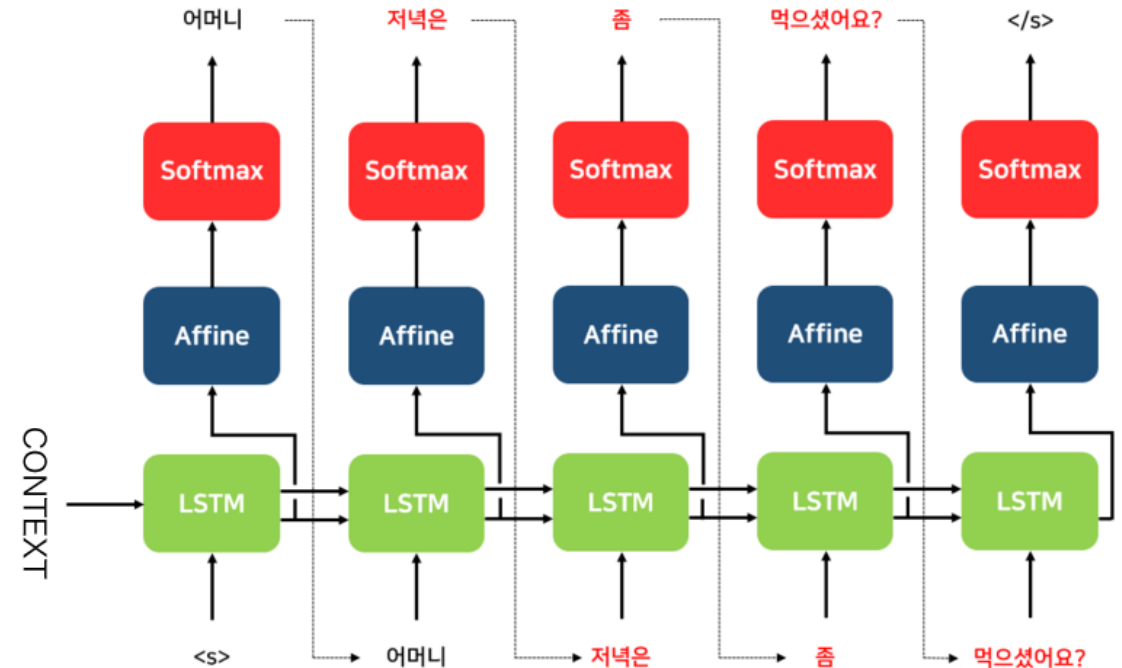 어머니 저녁은 좀 먹으셨어요? </s>
Softmax Softmax Softmax Softmax Softmax
Affine Affine Affine Affine Affine
CONTEXT
LSTM LSTM LSTM LSTM LSTM
<s> 어머니 저녁은 좀 먹으셨어요?